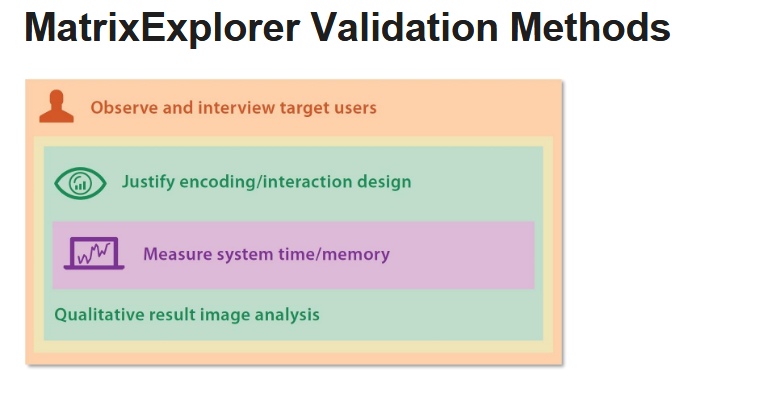 MatrixExplorer Validation Methods
Observe and interview target users
Justify encoding/interaction design
Measure system time/memory
Qualitative result image analysis